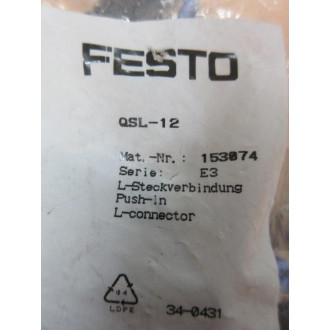 FESTO
QSL-12
Mat.-Nr.: 153074
Serie: E3
L-Steckverbindung
Push-in
L-connector
04
LDPE
34-0431